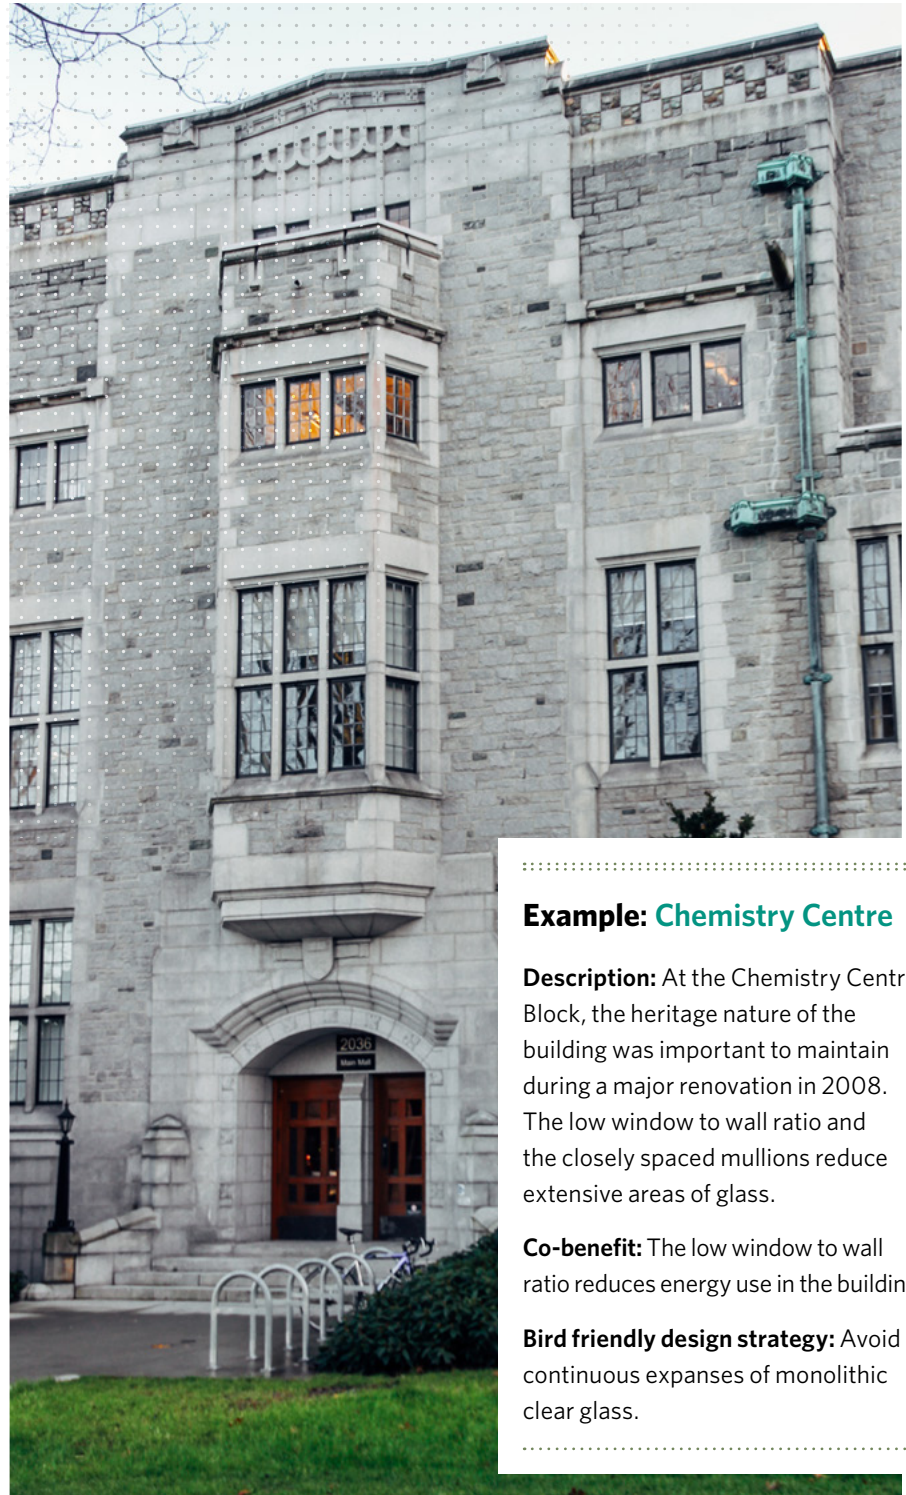 2036
Main Mall
Example: Chemistry Centre
Description: At the Chemistry Centr
Block, the heritage nature of the
building was important to maintain
during a major renovation in 2008.
The low window to wall ratio and
the closely spaced mullions reduce
extensive areas of glass.
Co-benefit: The low window to wall
ratio reduces energy use in the buildin
Bird friendly design strategy: Avoid
continuous expanses of monolithic
clear glass.